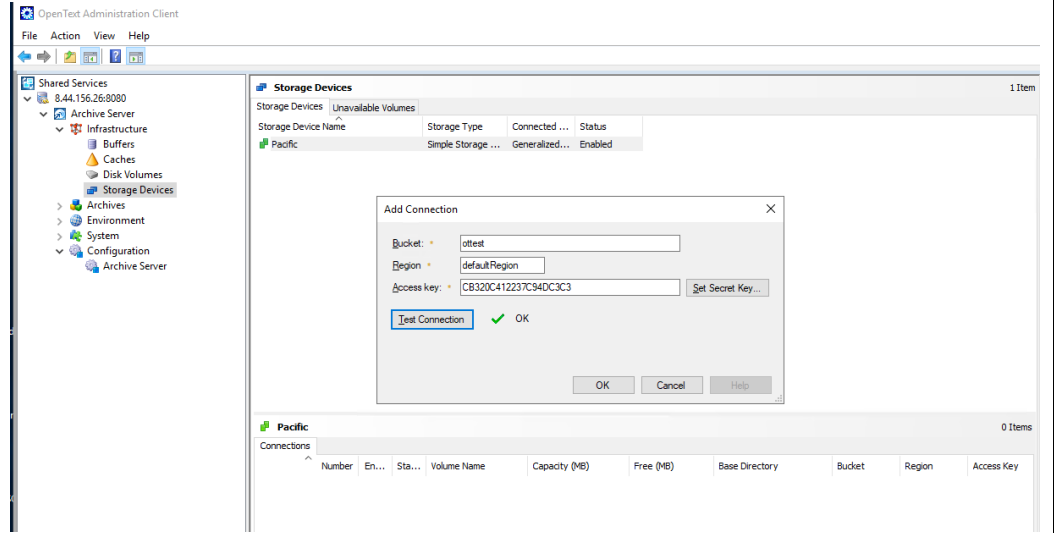 OpenText Administration Client
File Action View Help
Shared Services
8.44.156.26:8080
Archive Server
Infrastructure
Buffers
Caches
Disk Volumes
Storage Devices
Archives
Environment
System
Configuration
Archive Server
Storage Devices 1 Item
Storage Devices Unavailable Volumes
Storage Device Name Storage Type Connected ... Status
Pacific Simple Storage ... Generalized... Enabled
Add Connection
Bucket: * ottest
Region * defaultRegion
Access key: * CB320C412237C94DC3C3 Set Secret Key...
Test Connection OK
OK Cancel Help
Pacific 0 Items
Connections
Number En... Sta... Volume Name Capacity (MB) Free (MB) Base Directory Bucket Region Access Key